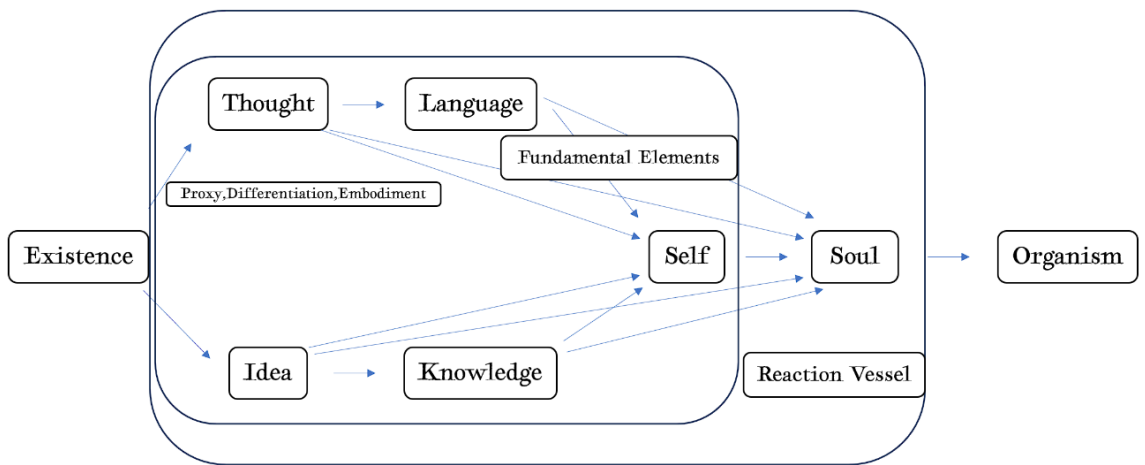 Thought
Language
Fundamental Elements
Proxy,Differentiation,Embodiment
Existence
Self
Soul
Organism
Idea
Knowledge
Reaction Vessel